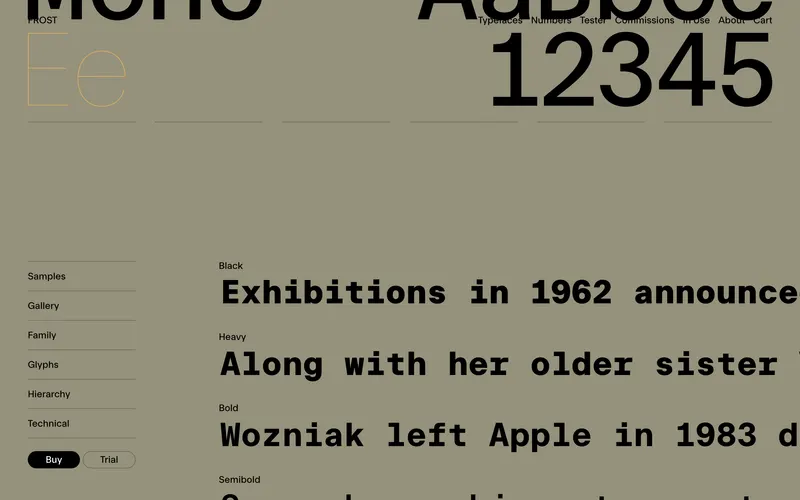 Mono
FROST
Typefaces Numbers Tester Commissions In Use About Cart
Ee
12345
Samples
Gallery
Family
Glyphs
Hierarchy
Technical
Buy
Trial
Black
Exhibitions in 1962 announce
Heavy
Along with her older sister
Bold
Wozniak left Apple in 1983 d
Semibold